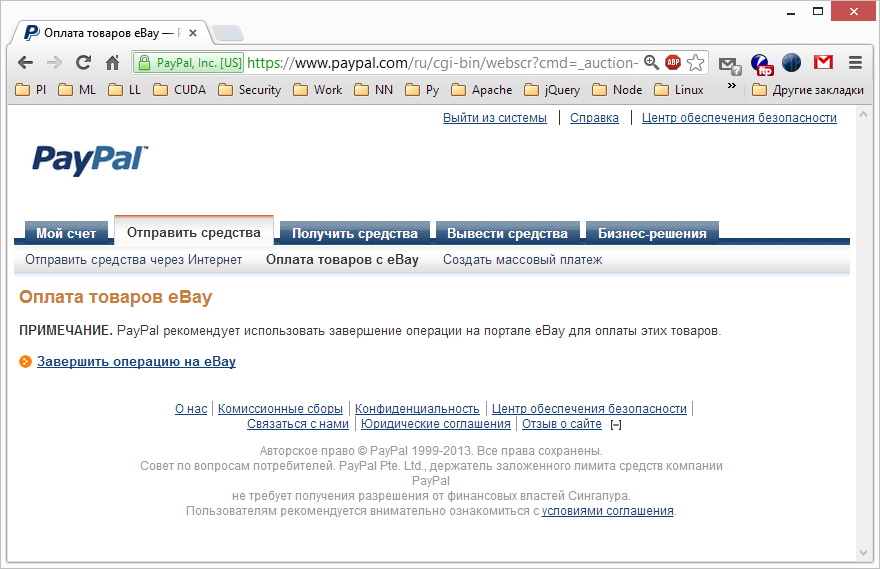 Оплата товаров eBay — P
PayPal, Inc. [US] https://www.paypal.com/ru/cgi-bin/webscr?cmd=_auction- ABP ? ftp
PI ML LL CUDA Security Work NN Py Apache jQuery Node Linux » Другие закладки
Выйти из системы Справка Центр обеспечения безопасности
PayPal™
Мой счет Отправить средства Получить средства Вывести средства Бизнес-решения
Отправить средства через Интернет Оплата товаров с eBay Создать массовый платеж
Оплата товаров eBay
ПРИМЕЧАНИЕ. PayPal рекомендует использовать завершение операции на портале eBay для оплаты этих товаров.
Завершить операцию на eBay
О нас Комиссионные сборы Конфиденциальность Центр обеспечения безопасности
Связаться с нами Юридические соглашения Отзыв о сайте [–]
Авторское право © PayPal 1999-2013. Все права сохранены.
Совет по вопросам потребителей. PayPal Pte. Ltd., держатель заложенного лимита средств компании
PayPal
не требует получения разрешения от финансовых властей Сингапура.
Пользователям рекомендуется внимательно ознакомиться с условиями соглашения.